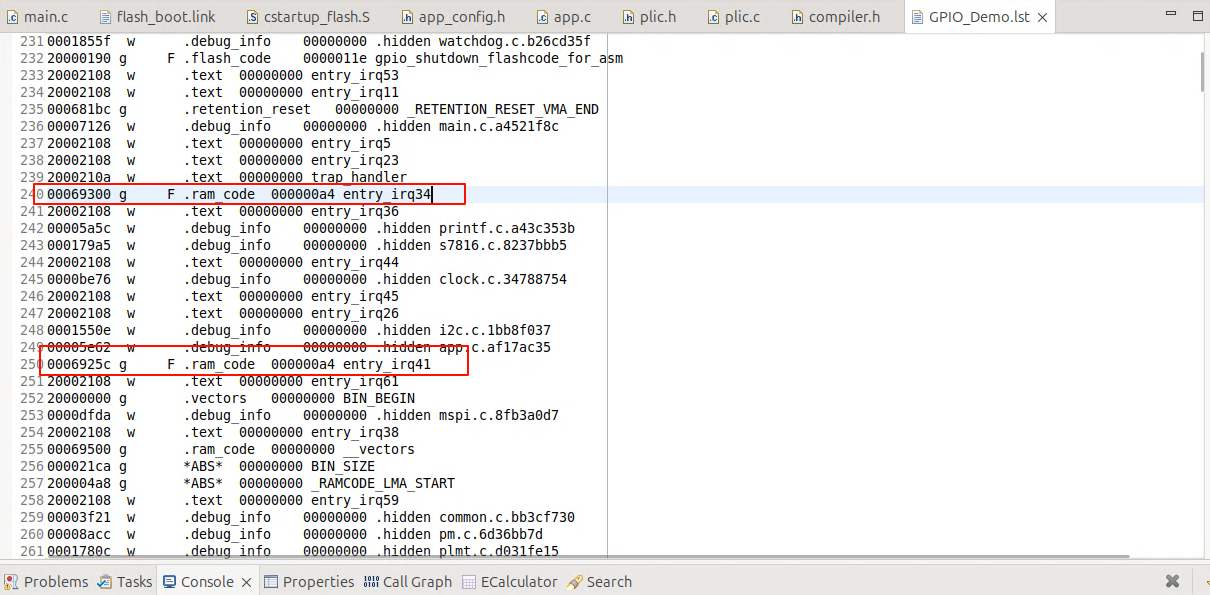 main.c flash_boot.link cstartup_flash.S app_config.h app.c plic.h plic.c compiler.h GPIO_Demo.lst
231 0001855f w .debug_info 00000000 .hidden watchdog.c.b26cd35f
232 20000190 g F .flash_code 0000011e gpio_shutdown_flashcode_for_asm
233 20002108 w .text 00000000 entry_irq53
234 20002108 w .text 00000000 entry_irq11
235 000681bc g .retention_reset 00000000 _RETENTION_RESET_VMA_END
236 00007126 w .debug_info 00000000 .hidden main.c.a4521f8c
237 20002108 w .text 00000000 entry_irq5
238 20002108 w .text 00000000 entry_irq23
239 2000210a w .text 00000000 trap_handler
240 00069300 g F .ram_code 000000a4 entry_irq34
241 20002108 w .text 00000000 entry_irq36
242 00005a5c w .debug_info 00000000 .hidden printf.c.a43c353b
243 000179a5 w .debug_info 00000000 .hidden s7816.c.8237bbb5
244 20002108 w .text 00000000 entry_irq44
245 0000be76 w .debug_info 00000000 .hidden clock.c.34788754
246 20002108 w .text 00000000 entry_irq45
247 20002108 w .text 00000000 entry_irq26
248 0001550e w .debug_info 00000000 .hidden i2c.c.1bb8f037
249 00005e62 w .debug_info 00000000 .hidden app.c.af17ac35
250 0006925c g F .ram_code 000000a4 entry_irq41
251 20002108 w .text 00000000 entry_irq61
252 20000000 g .vectors 00000000 BIN_BEGIN
253 0000dfda w .debug_info 00000000 .hidden mspi.c.8fb3a0d7
254 20002108 w .text 00000000 entry_irq38
255 00069500 g .ram_code 00000000 __vectors
256 000021ca g *ABS* 00000000 BIN_SIZE
257 200004a8 g *ABS* 00000000 _RAMCODE_LMA_START
258 20002108 w .text 00000000 entry_irq59
259 00003f21 w .debug_info 00000000 .hidden common.c.bb3cf730
260 00008acc w .debug_info 00000000 .hidden pm.c.6d36bb7d
261 0001780c w .debug_info 00000000 .hidden plmt.c.d031fe15
Problems Tasks Console Properties Call Graph ECalculator Search